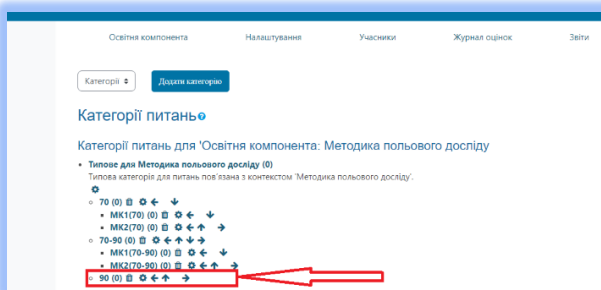 Освітня компонента Налаштування Учасники Журнал оцінок Звіти
Категорії Додати категорію
Категорії питань
Категорії питань для 'Освітня компонента: Методика польового досліду
Типове для Методика польового досліду (0)
Типова категорія для питань пов'язана з контекстом 'Методика польового досліду'.
70 (0)
МК1(70) (0)
МК2(70) (0)
70-90 (0)
МК1(70-90) (0)
МК2(70-90) (0)
90 (0)